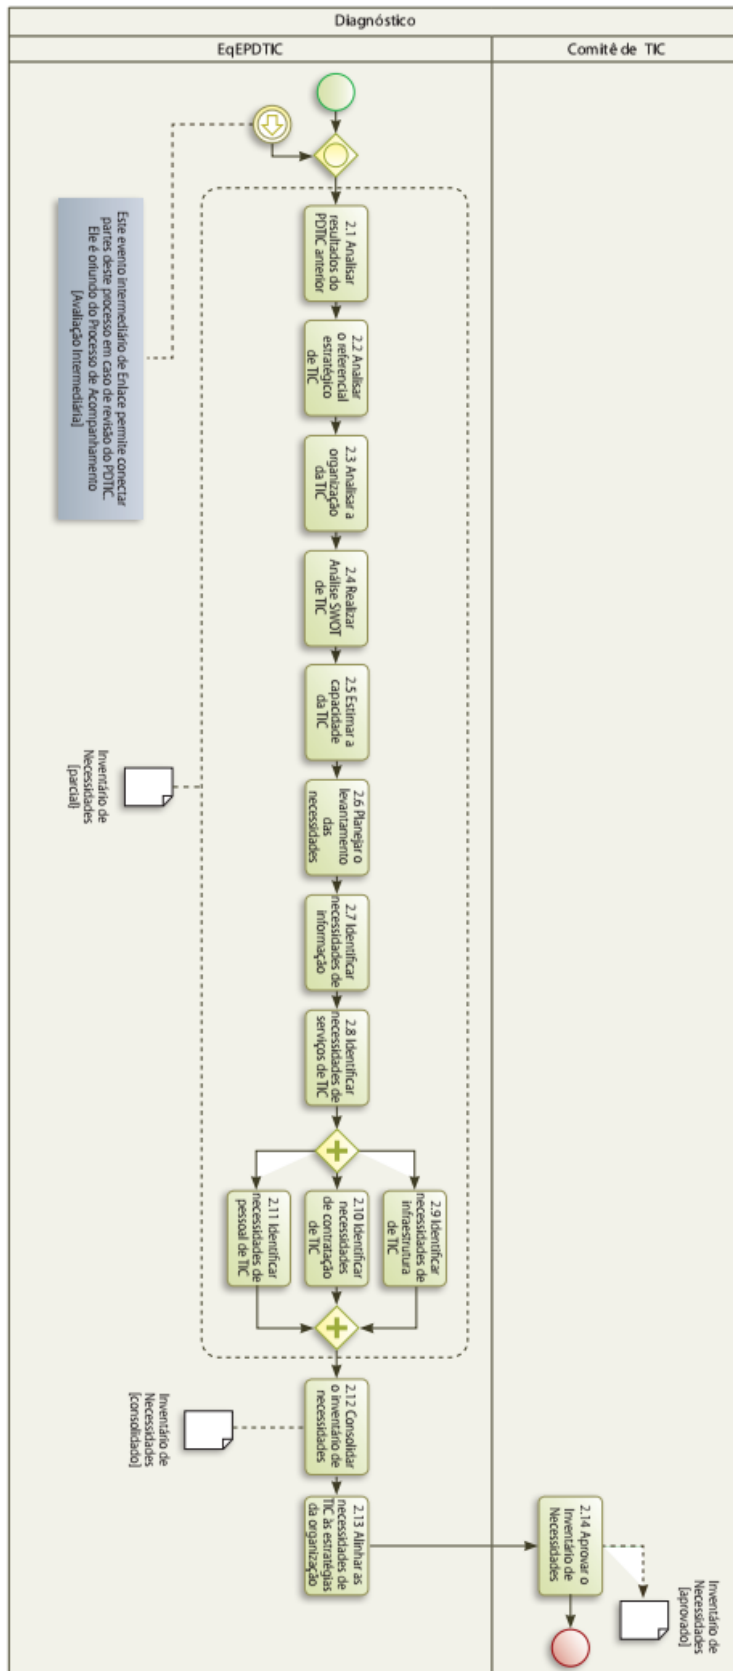 Diagnóstico
EqEPDTIC
Comitê de TIC
Este evento intermediário de Enlace permite conectar
partes deste processo em caso de revisão do PDTIC.
Ele é oriundo do Processo de Acompanhamento
[Avaliação Intermediária]
2.1 Analisar
resultados do
PDTIC anterior
2.2 Analisar
o referencial
estratégico
de TIC
2.3 Analisar a
organização
da TIC
2.4 Realizar
Análise SWOT
de TIC
2.5 Estimar a
capacidade
da TIC
2.6 Planejar o
levantamento
das
necessidades
Inventário de
Necessidades
[parcial]
2.7 Identificar
necessidades de
informação
2.8 Identificar
necessidades de
serviços de TIC
2.9 Identificar
necessidades de
infraestrutura
de TIC
2.10 Identificar
necessidades
de contratação
de TIC
2.11 Identificar
necessidades de
pessoal de TIC
2.12 Consolidar
o inventário de
necessidades
Inventário de
Necessidades
[consolidado]
2.13 Alinhar as
necessidades de
TIC às estratégias
da organização
2.14 Aprovar o
Inventário de
Necessidades
Inventário de
Necessidades
[aprovado]